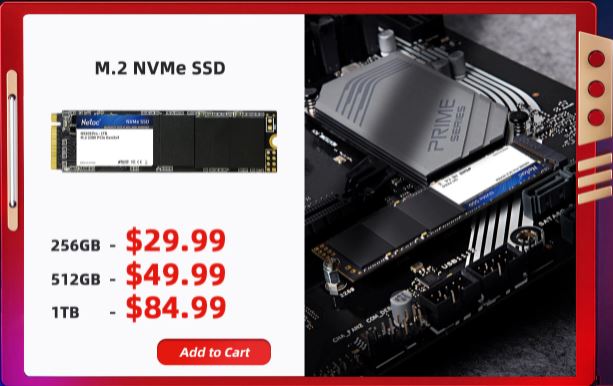 M.2 NVMe SSD
Netac NVMe SSD
256GB - $29.99
512GB - $49.99
1TB - $84.99
Add to Cart
PRIME
SERIES
Netac